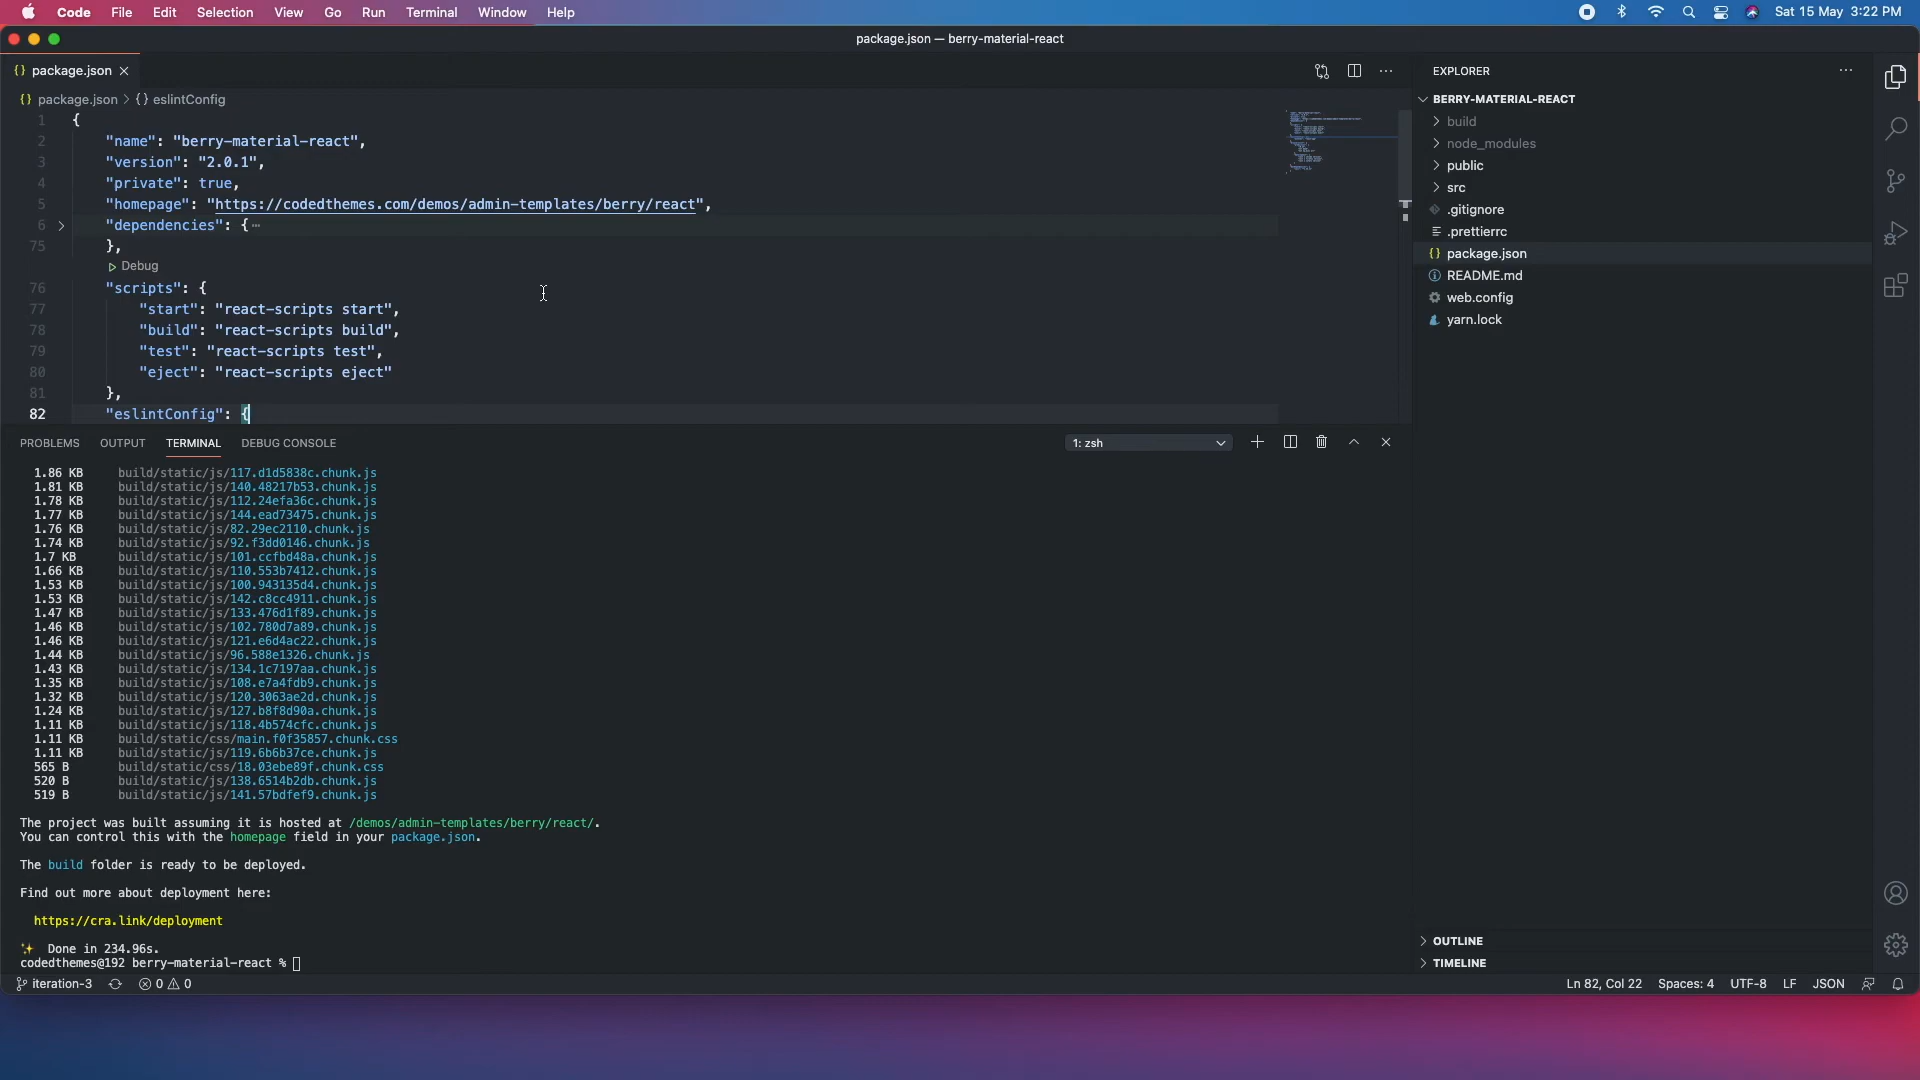 Code File Edit Selection View Go Run Terminal Window Help Sat 15 May 3:22 PM
package.json — berry-material-react
{} package.json
{} package.json > {} eslintConfig
1 {
2 "name": "berry-material-react",
3 "version": "2.0.1",
4 "private": true,
5 "homepage": "https://codedthemes.com/demos/admin-templates/berry/react",
6 "dependencies": {…
75 },
Debug
76 "scripts": {
77 "start": "react-scripts start",
78 "build": "react-scripts build",
79 "test": "react-scripts test",
80 "eject": "react-scripts eject"
81 },
82 "eslintConfig": {
EXPLORER
BERRY-MATERIAL-REACT
build
node_modules
public
src
.gitignore
.prettierrc
{} package.json
README.md
web.config
yarn.lock
PROBLEMS OUTPUT TERMINAL DEBUG CONSOLE 1: zsh
1.86 KB build/static/js/117.d1d5838c.chunk.js
1.81 KB build/static/js/140.48217b53.chunk.js
1.78 KB build/static/js/112.24efa36c.chunk.js
1.77 KB build/static/js/144.ead73475.chunk.js
1.76 KB build/static/js/82.29ec2110.chunk.js
1.74 KB build/static/js/92.f3dd0146.chunk.js
1.7 KB build/static/js/101.ccfbd48a.chunk.js
1.66 KB build/static/js/110.553b7412.chunk.js
1.53 KB build/static/js/100.943135d4.chunk.js
1.53 KB build/static/js/142.c8cc4911.chunk.js
1.47 KB build/static/js/133.476d1f89.chunk.js
1.46 KB build/static/js/102.780d7a89.chunk.js
1.46 KB build/static/js/121.e6d4ac22.chunk.js
1.44 KB build/static/js/96.588e1326.chunk.js
1.43 KB build/static/js/134.1c7197aa.chunk.js
1.35 KB build/static/js/108.e7a4fdb9.chunk.js
1.32 KB build/static/js/120.3063ae2d.chunk.js
1.24 KB build/static/js/127.b8f8d90a.chunk.js
1.11 KB build/static/js/118.4b574cfc.chunk.js
1.11 KB build/static/css/main.f0f35857.chunk.css
1.11 KB build/static/js/119.6b6b37ce.chunk.js
565 B build/static/css/18.03ebe89f.chunk.css
520 B build/static/js/138.6514b2db.chunk.js
519 B build/static/js/141.57bdfef9.chunk.js
The project was built assuming it is hosted at /demos/admin-templates/berry/react/.
You can control this with the homepage field in your package.json.
The build folder is ready to be deployed.
Find out more about deployment here:
https://cra.link/deployment
✨ Done in 234.96s.
codedthemes@192 berry-material-react %
OUTLINE
TIMELINE
iteration-3 0 0 Ln 82, Col 22 Spaces: 4 UTF-8 LF JSON